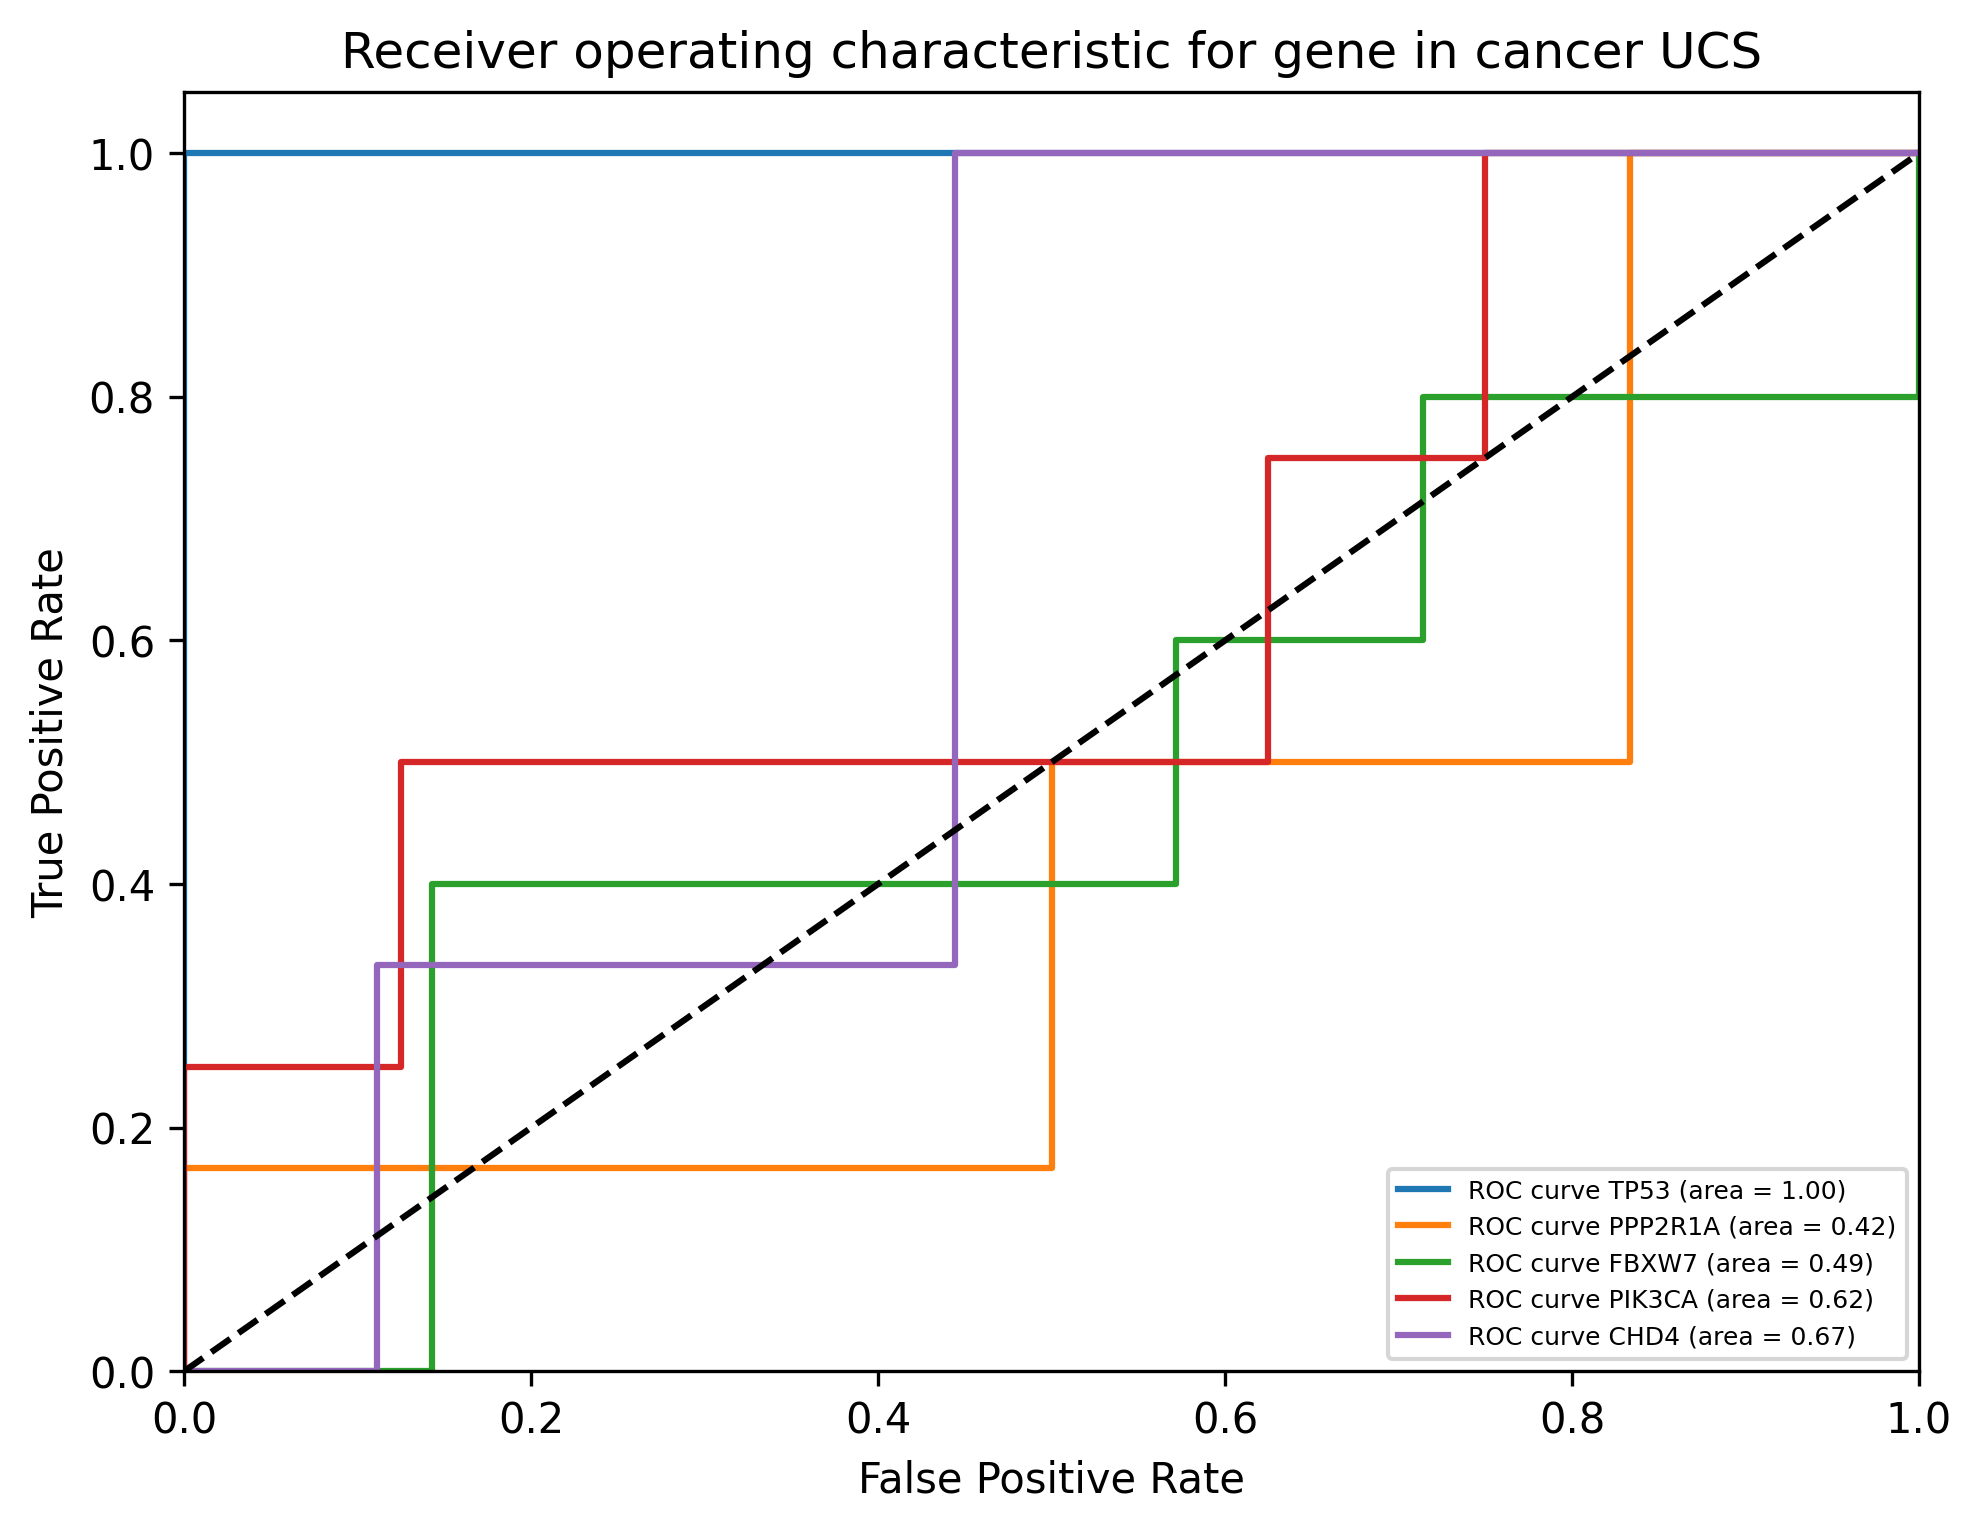 Receiver operating characteristic for gene in cancer UCS
1.0
0.8
0.6
0.4
0.2
0.0
True Positive Rate
ROC curve TP53 (area = 1.00)
ROC curve PPP2R1A (area = 0.42)
ROC curve FBXW7 (area = 0.49)
ROC curve PIK3CA (area = 0.62)
ROC curve CHD4 (area = 0.67)
0.0 0.2 0.4 0.6 0.8 1.0
False Positive Rate